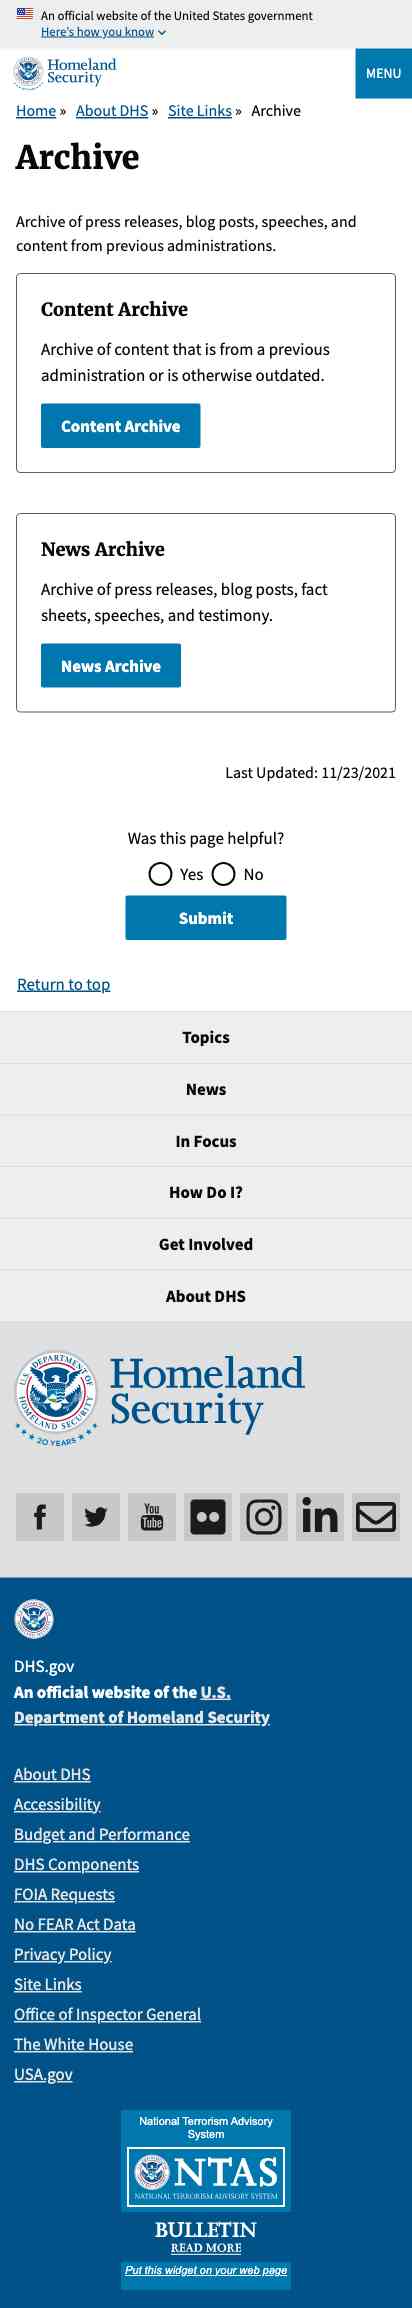 An official website of the United States government
Here's how you know
Homeland
Security
MENU
Home » About DHS » Site Links » Archive
Archive
Archive of press releases, blog posts, speeches, and
content from previous administrations.
Content Archive
Archive of content that is from a previous
administration or is otherwise outdated.
Content Archive
News Archive
Archive of press releases, blog posts, fact
sheets, speeches, and testimony.
News Archive
Last Updated: 11/23/2021
Was this page helpful?
Yes No
Submit
Return to top
Topics
News
In Focus
How Do I?
Get Involved
About DHS
U.S. DEPARTMENT OF HOMELAND SECURITY
20 YEARS
Homeland
Security
You
Tube
in
DHS.gov
An official website of the U.S.
Department of Homeland Security
About DHS
Accessibility
Budget and Performance
DHS Components
FOIA Requests
No FEAR Act Data
Privacy Policy
Site Links
Office of Inspector General
The White House
USA.gov
National Terrorism Advisory
System
NTAS
NATIONAL TERRORISM ADVISORY SYSTEM
BULLETIN
READ MORE
Put this widget on your web page